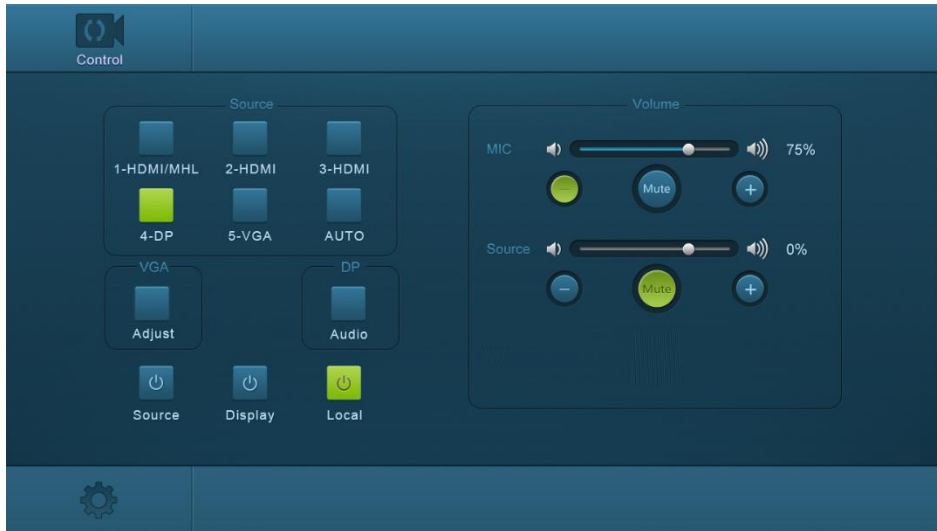 Control
Source
1-HDMI/MHL 2-HDMI 3-HDMI
4-DP 5-VGA AUTO
VGA DP
Adjust Audio
Source Display Local
Volume
MIC 75%
− Mute +
Source 0%
− Mute +